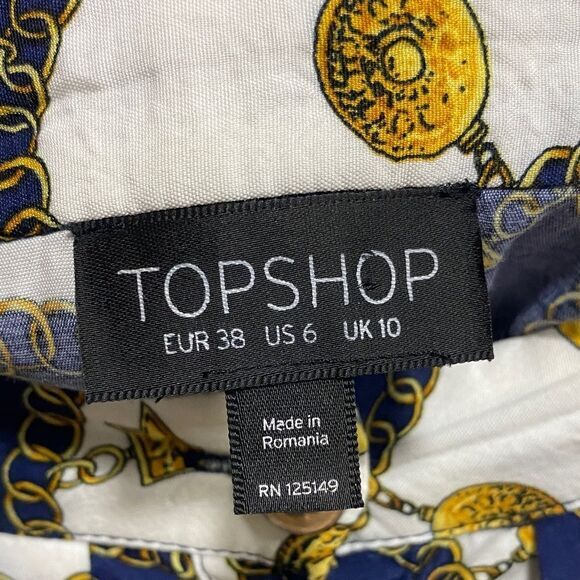 TOPSHOP
EUR 38 US 6 UK 10
Made in
Romania
RN 125149